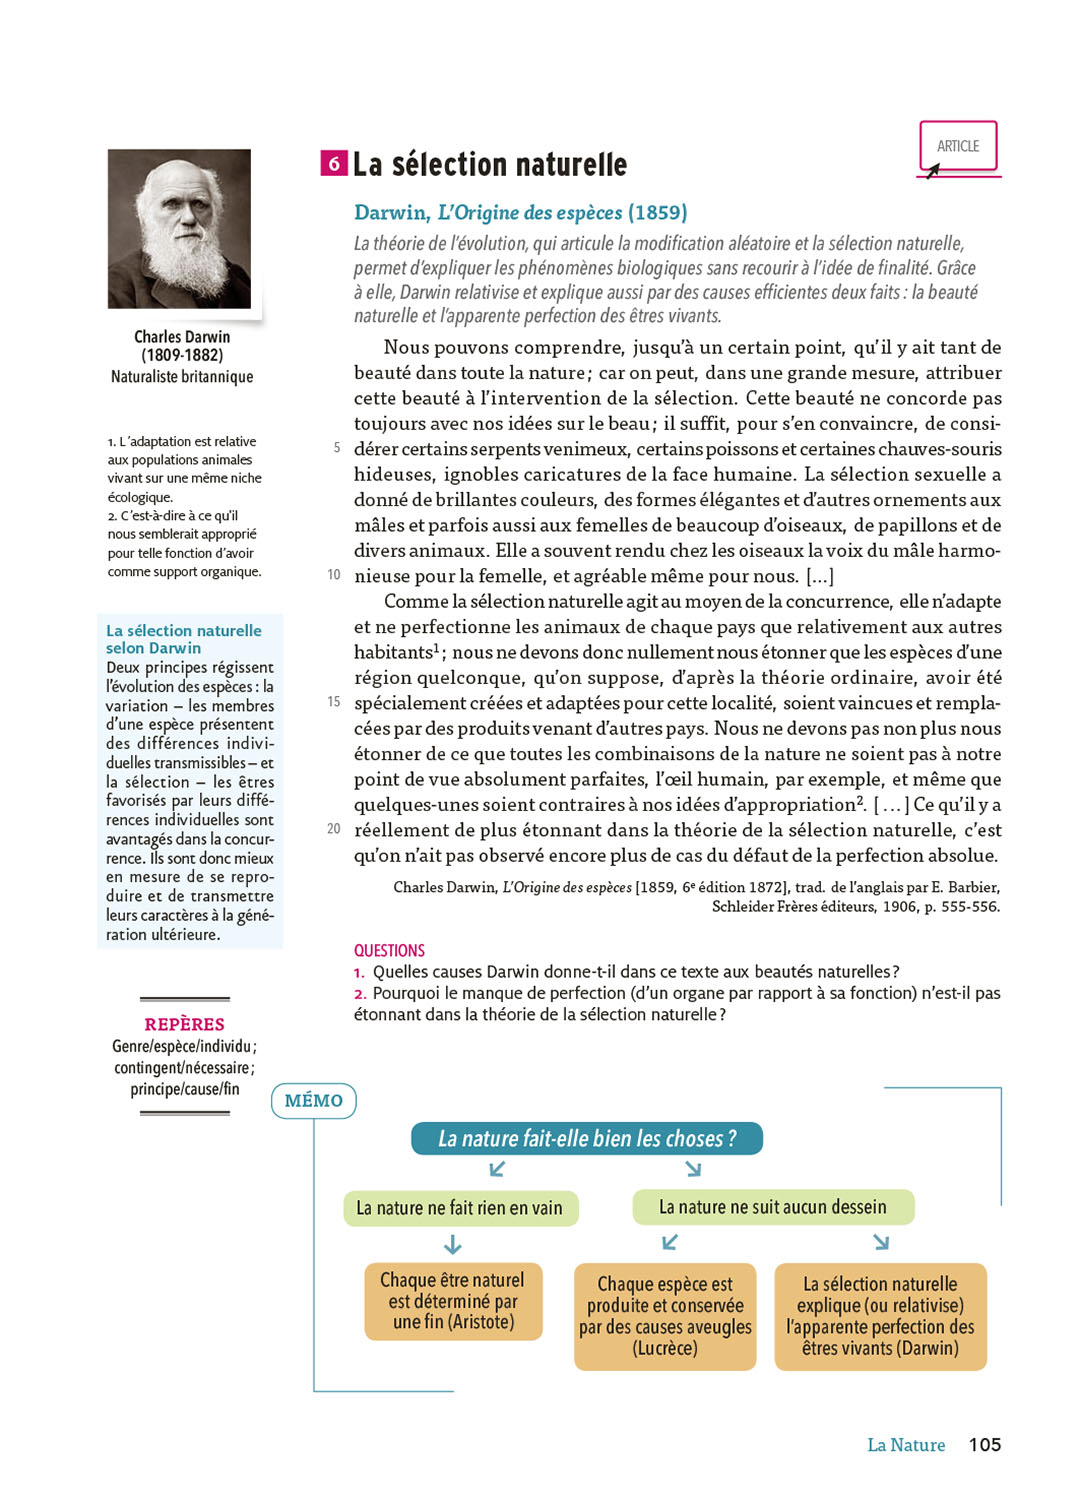 ARTICLE
6 La sélection naturelle
Darwin, L'Origine des espèces (1859)
La théorie de l'évolution, qui articule la modification aléatoire et la sélection naturelle,
permet d'expliquer les phénomènes biologiques sans recourir à l'idée de finalité. Grâce
à elle, Darwin relativise et explique aussi par des causes efficientes deux faits : la beauté
naturelle et l'apparente perfection des êtres vivants.
Charles Darwin
(1809-1882)
Naturaliste britannique
1. L'adaptation est relative
aux populations animales
vivant sur une même niche
écologique.
2. C'est-à-dire à ce qu'il
nous semblerait approprié
pour telle fonction d'avoir
comme support organique.
La sélection naturelle
selon Darwin
Deux principes régissent
l'évolution des espèces : la
variation – les membres
d'une espèce présentent
des différences indivi-
duelles transmissibles – et
la sélection – les êtres
favorisés par leurs diffé-
rences individuelles sont
avantagés dans la concur-
rence. Ils sont donc mieux
en mesure de se repro-
duire et de transmettre
leurs caractères à la géné-
ration ultérieure.
REPÈRES
Genre/espèce/individu ;
contingent/nécessaire ;
principe/cause/fin
Nous pouvons comprendre, jusqu'à un certain point, qu'il y ait tant de
beauté dans toute la nature ; car on peut, dans une grande mesure, attribuer
cette beauté à l'intervention de la sélection. Cette beauté ne concorde pas
toujours avec nos idées sur le beau ; il suffit, pour s'en convaincre, de consi-
5 dérer certains serpents venimeux, certains poissons et certaines chauves-souris
hideuses, ignobles caricatures de la face humaine. La sélection sexuelle a
donné de brillantes couleurs, des formes élégantes et d'autres ornements aux
mâles et parfois aussi aux femelles de beaucoup d'oiseaux, de papillons et de
divers animaux. Elle a souvent rendu chez les oiseaux la voix du mâle harmo-
10 nieuse pour la femelle, et agréable même pour nous. [...]
Comme la sélection naturelle agit au moyen de la concurrence, elle n'adapte
et ne perfectionne les animaux de chaque pays que relativement aux autres
habitants¹ ; nous ne devons donc nullement nous étonner que les espèces d'une
région quelconque, qu'on suppose, d'après la théorie ordinaire, avoir été
15 spécialement créées et adaptées pour cette localité, soient vaincues et rempla-
cées par des produits venant d'autres pays. Nous ne devons pas non plus nous
étonner de ce que toutes les combinaisons de la nature ne soient pas à notre
point de vue absolument parfaites, l'œil humain, par exemple, et même que
quelques-unes soient contraires à nos idées d'appropriation². [...] Ce qu'il y a
20 réellement de plus étonnant dans la théorie de la sélection naturelle, c'est
qu'on n'ait pas observé encore plus de cas du défaut de la perfection absolue.
Charles Darwin, L'Origine des espèces [1859, 6e édition 1872], trad. de l'anglais par E. Barbier,
Schleider Frères éditeurs, 1906, p. 555-556.
QUESTIONS
1. Quelles causes Darwin donne-t-il dans ce texte aux beautés naturelles ?
2. Pourquoi le manque de perfection (d'un organe par rapport à sa fonction) n'est-il pas
étonnant dans la théorie de la sélection naturelle ?
MÉMO
La nature fait-elle bien les choses ?
La nature ne fait rien en vain
La nature ne suit aucun dessein
Chaque être naturel
est déterminé par
une fin (Aristote)
Chaque espèce est
produite et conservée
par des causes aveugles
(Lucrèce)
La sélection naturelle
explique (ou relativise)
l'apparente perfection des
êtres vivants (Darwin)
La Nature 105